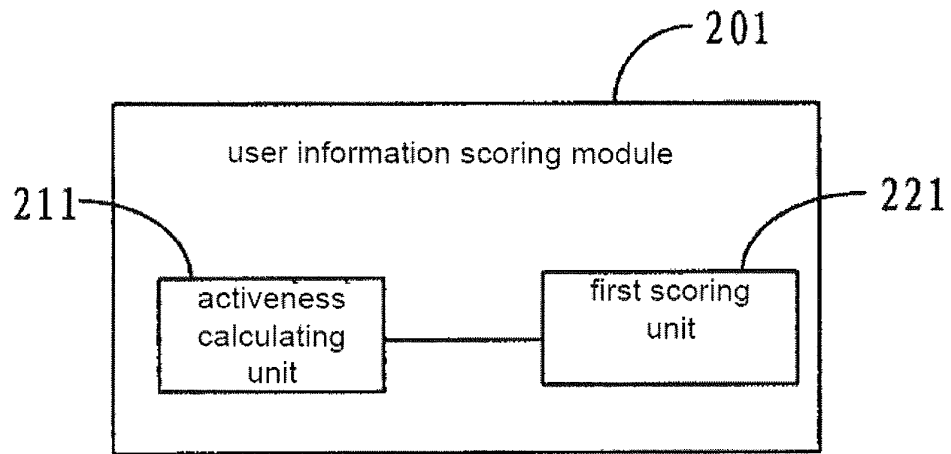 201
user information scoring module
211
221
activeness
calculating
unit
first scoring
unit